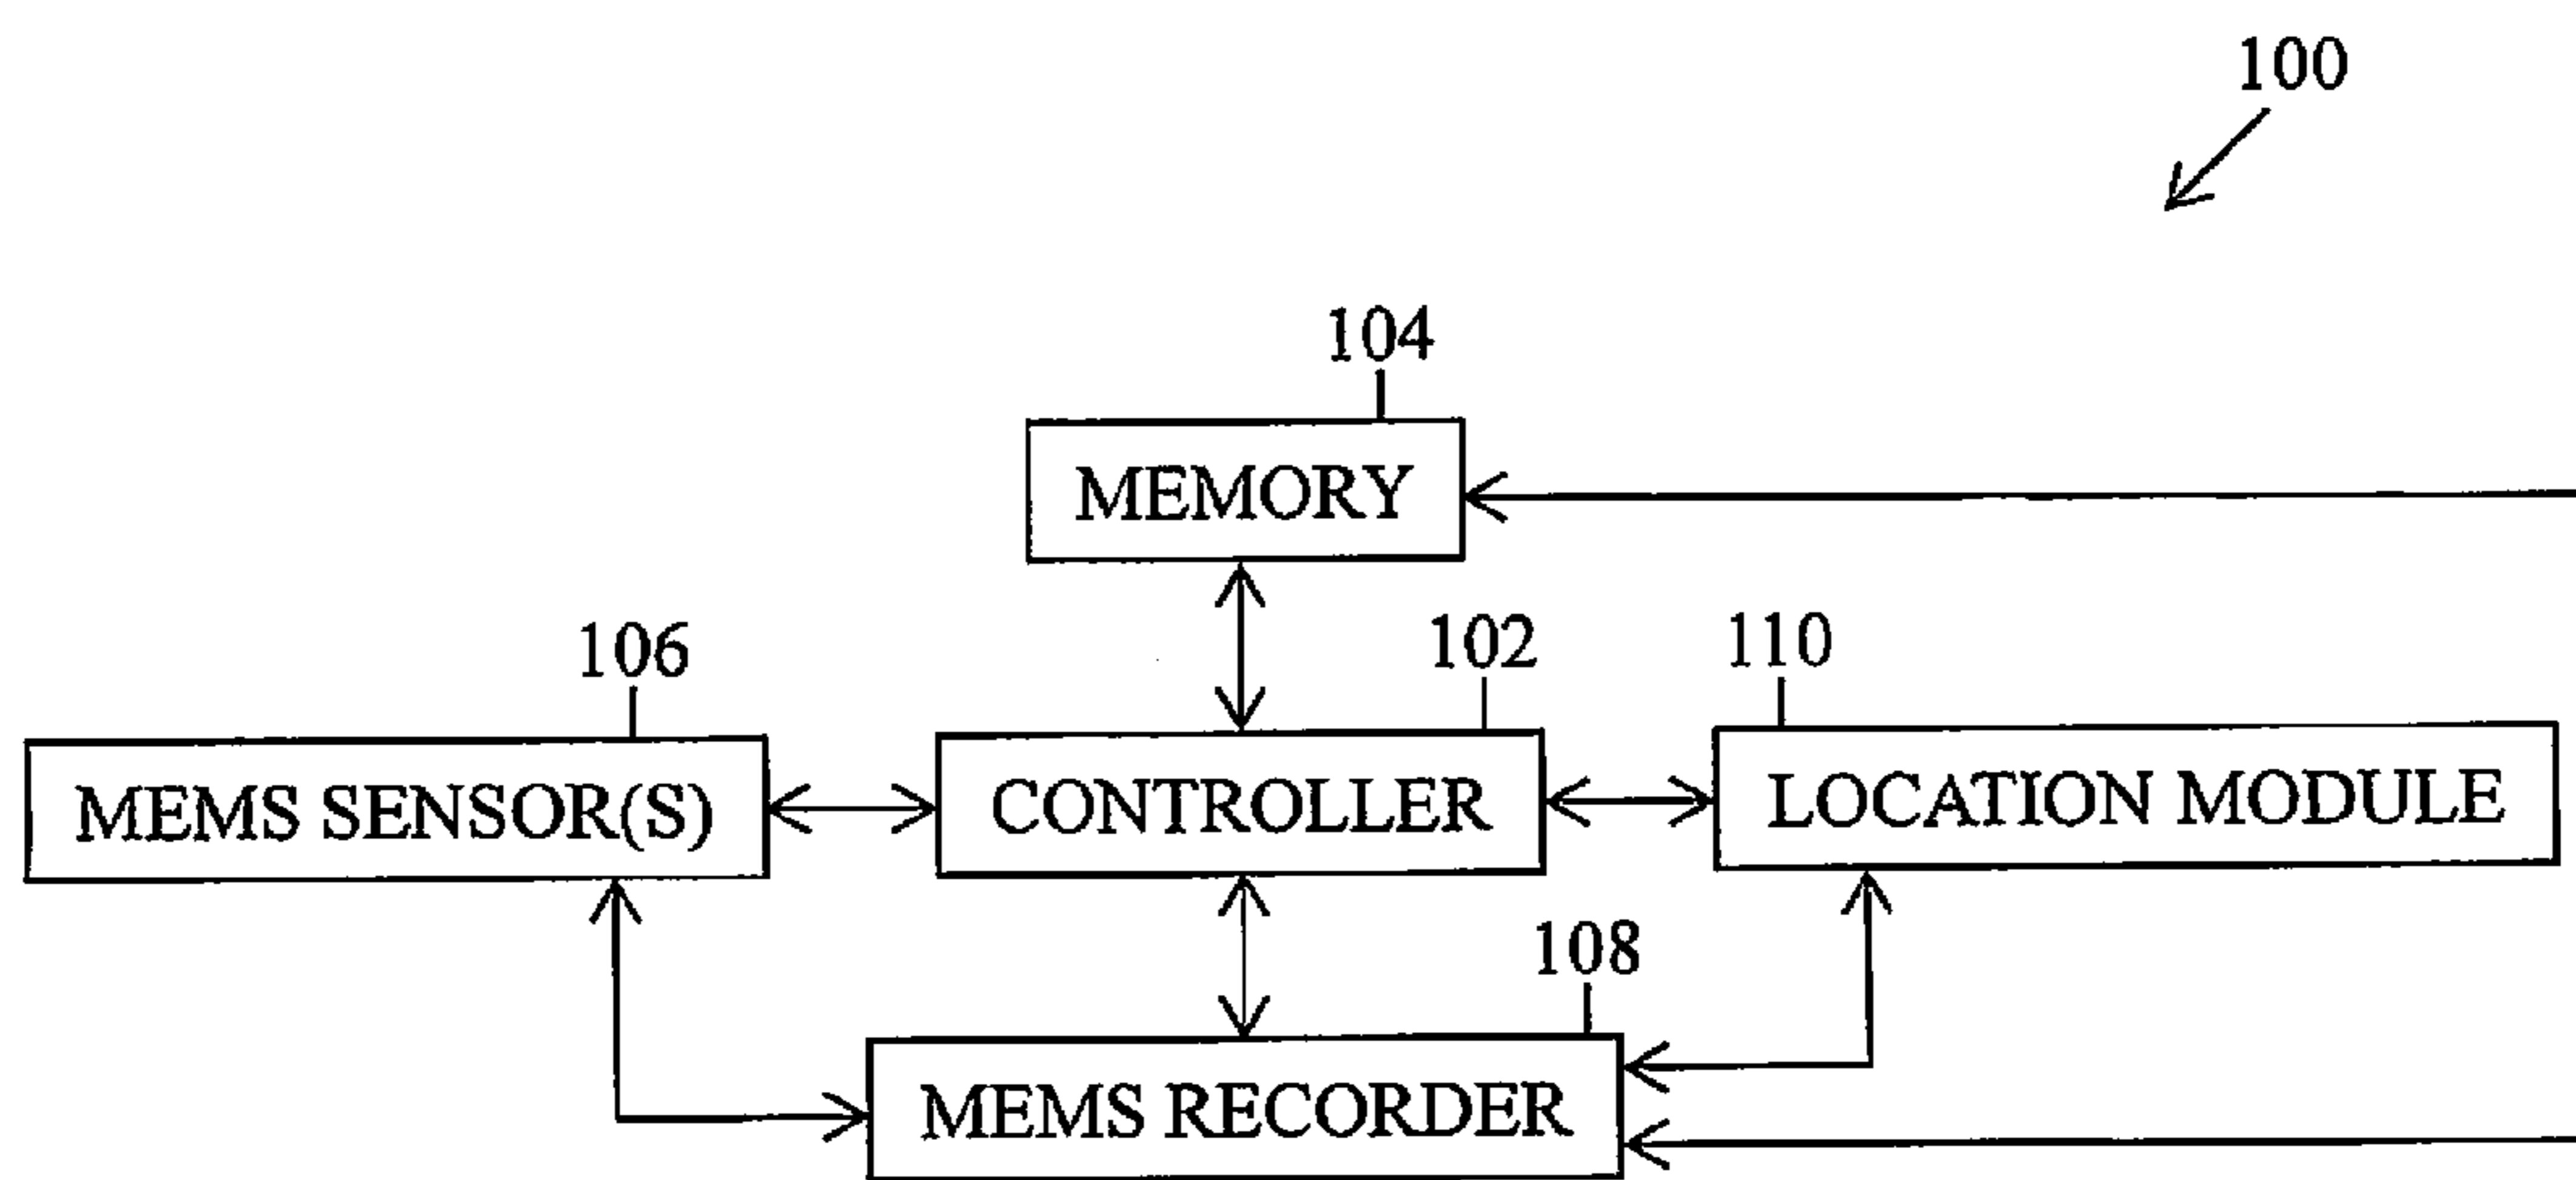 100
104
MEMORY
106
102
110
MEMS SENSOR(S)
CONTROLLER
LOCATION MODULE
108
MEMS RECORDER